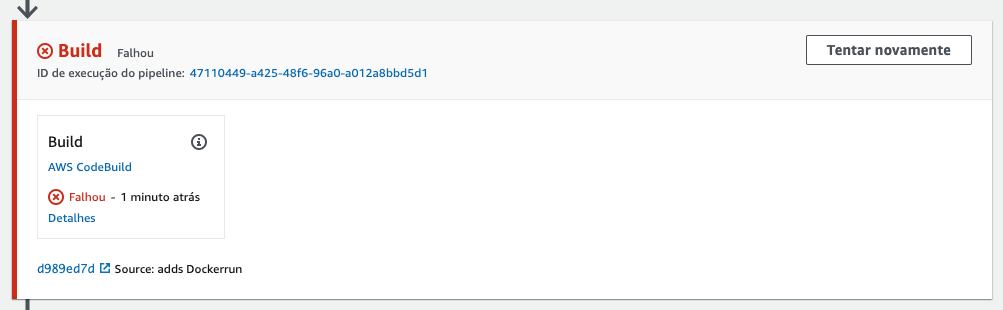 Build Falhou
Tentar novamente
ID de execução do pipeline: 47110449-a425-48f6-96a0-a012a8bbd5d1
Build
AWS CodeBuild
Falhou - 1 minuto atrás
Detalhes
d989ed7d Source: adds Dockerrun